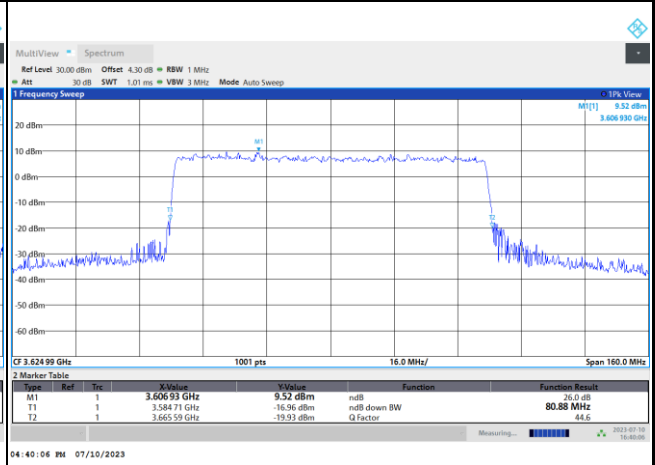 MultiView Spectrum
Ref Level 30.00 dBm Offset 4.30 dB RBW 1 MHz
Att 30 dB SWT 1.01 ms VBW 3 MHz Mode Auto Sweep
1 Frequency Sweep 1Pk View
M1[1] 9.52 dBm
3.606 930 GHz
20 dBm
M1
10 dBm
0 dBm
-10 dBm
T1
T2
-20 dBm
-30 dBm
-40 dBm
-50 dBm
-60 dBm
CF 3.624 99 GHz 1001 pts 16.0 MHz/ Span 160.0 MHz
2 Marker Table
Type Ref Trc X-Value Y-Value Function Function Result
M1 1 3.606 93 GHz 9.52 dBm ndB 26.0 dB
T1 1 3.584 71 GHz -16.96 dBm ndB down BW 80.88 MHz
T2 1 3.665 59 GHz -19.93 dBm Q Factor 44.6
Measuring... 2023-07-10
16:40:06
04:40:06 PM 07/10/2023